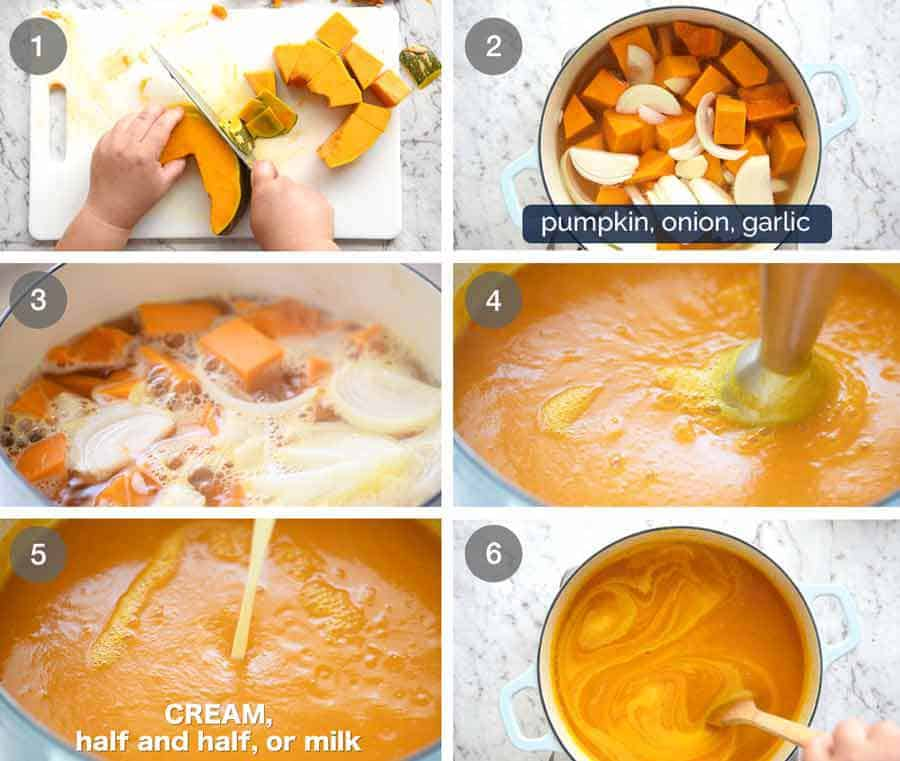 1
2
pumpkin, onion, garlic
3
4
5
CREAM,
half and half, or milk
6